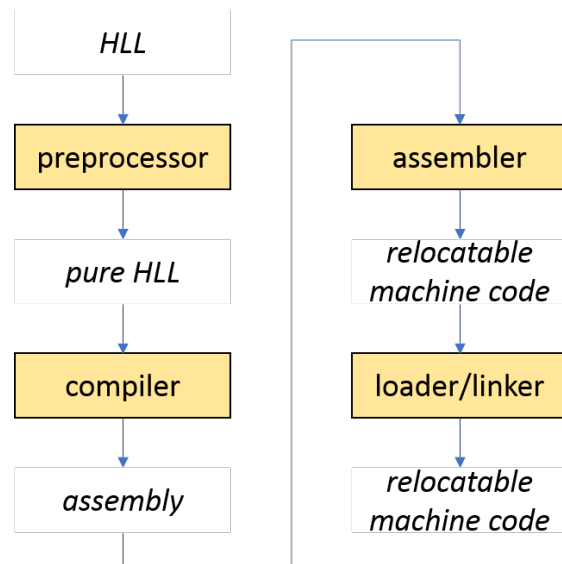 HLL
preprocessor
pure HLL
compiler
assembly
assembler
relocatable
machine code
loader/linker
relocatable
machine code